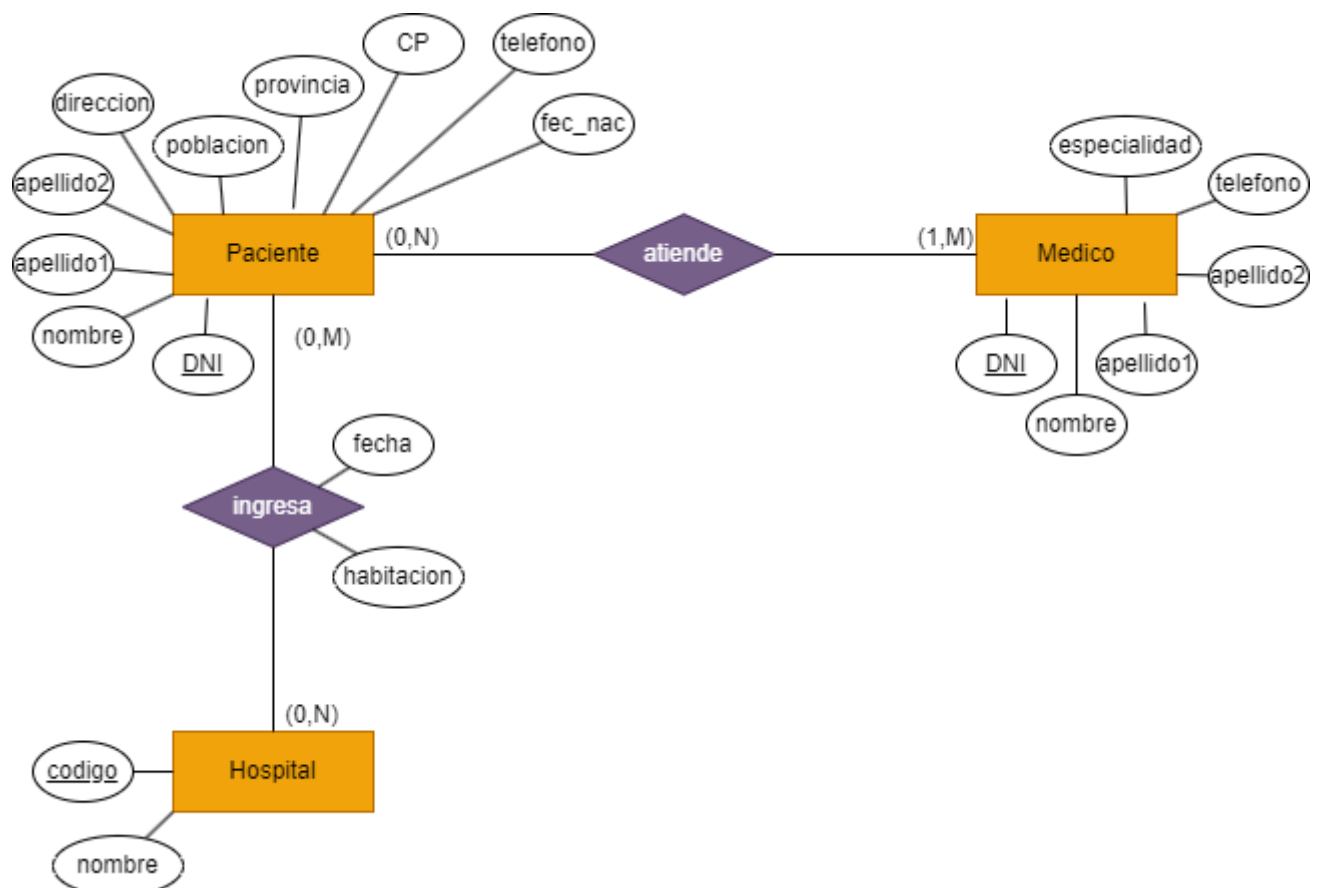 CP
telefono
provincia
direccion
fec_nac
poblacion
especialidad
apellido2
telefono
Paciente
(0,N)
atiende
(1,M)
Medico
apellido1
apellido2
nombre
(0,M)
DNI
DNI
apellido1
nombre
fecha
ingresa
habitacion
(0,N)
codigo
Hospital
nombre